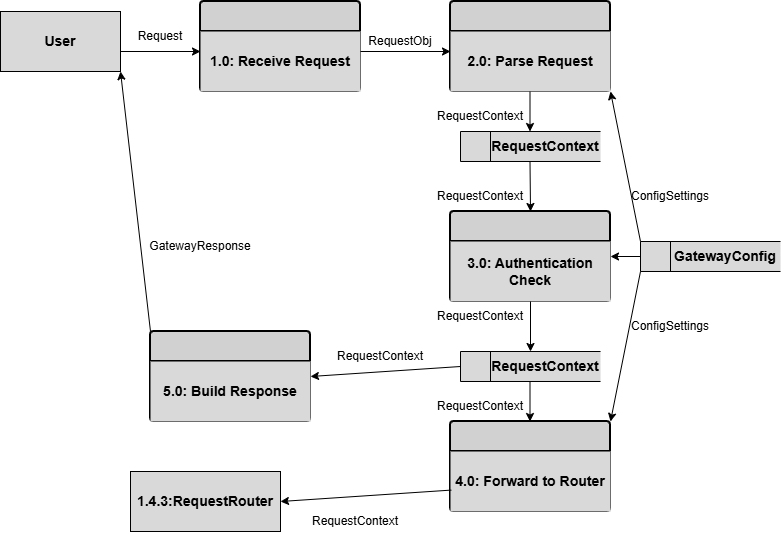 User
Request
1.0: Receive Request
RequestObj
2.0: Parse Request
RequestContext
RequestContext
RequestContext
ConfigSettings
GatewayResponse
3.0: Authentication
Check
GatewayConfig
RequestContext
ConfigSettings
RequestContext
RequestContext
5.0: Build Response
RequestContext
4.0: Forward to Router
1.4.3:RequestRouter
RequestContext